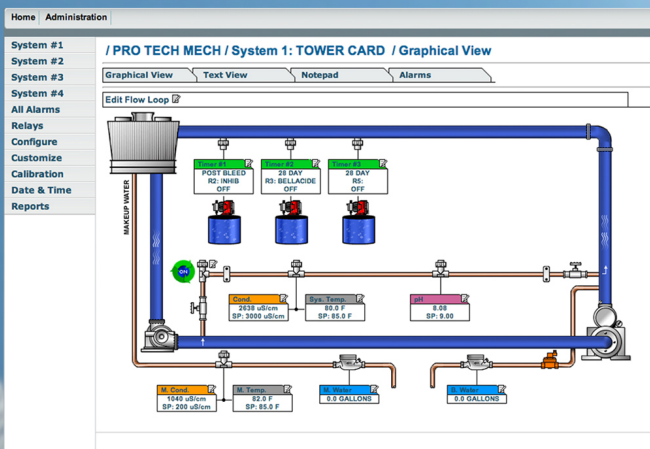 Home Administration
System #1
System #2
System #3
System #4
All Alarms
Relays
Configure
Customize
Calibration
Date & Time
Reports
/ PRO TECH MECH / System 1: TOWER CARD / Graphical View
Graphical View Text View Notepad Alarms
Edit Flow Loop
MAKEUP WATER
Timer #1
POST BLEED
R2: INHIB
OFF
Timer #2
28 DAY
R3: BELLACIDE
OFF
Timer #3
28 DAY
R5:
OFF
ON
Cond.
2638 uS/cm
SP: 3000 uS/cm
Sys. Temp.
80.0 F
SP: 85.0 F
pH
8.08
SP: 9.00
M. Cond.
1040 uS/cm
SP: 200 uS/cm
M. Temp.
82.0 F
SP: 85.0 F
M. Water
0.0 GALLONS
B. Water
0.0 GALLONS